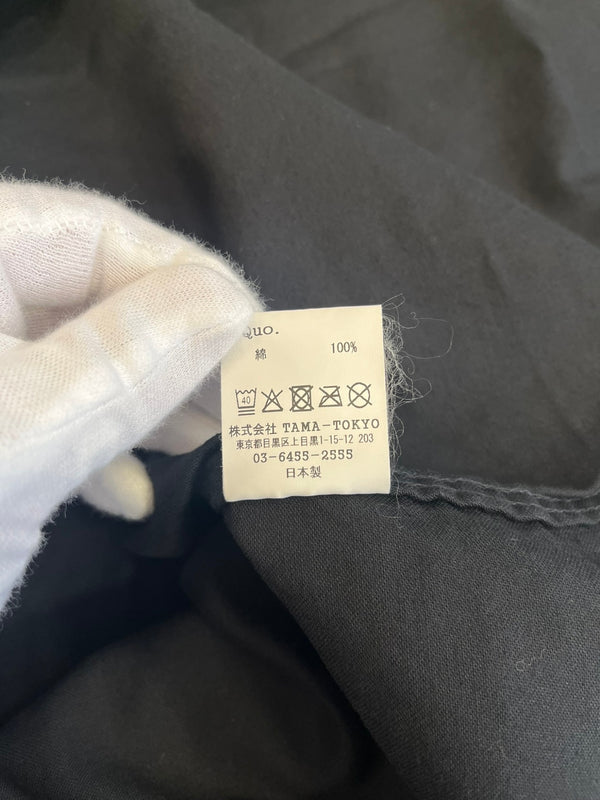 Quo.
綿 100%
40
株式会社 TAMA-TOKYO
東京都目黒区上目黒1-15-12 203
03-6455-2555
日本製